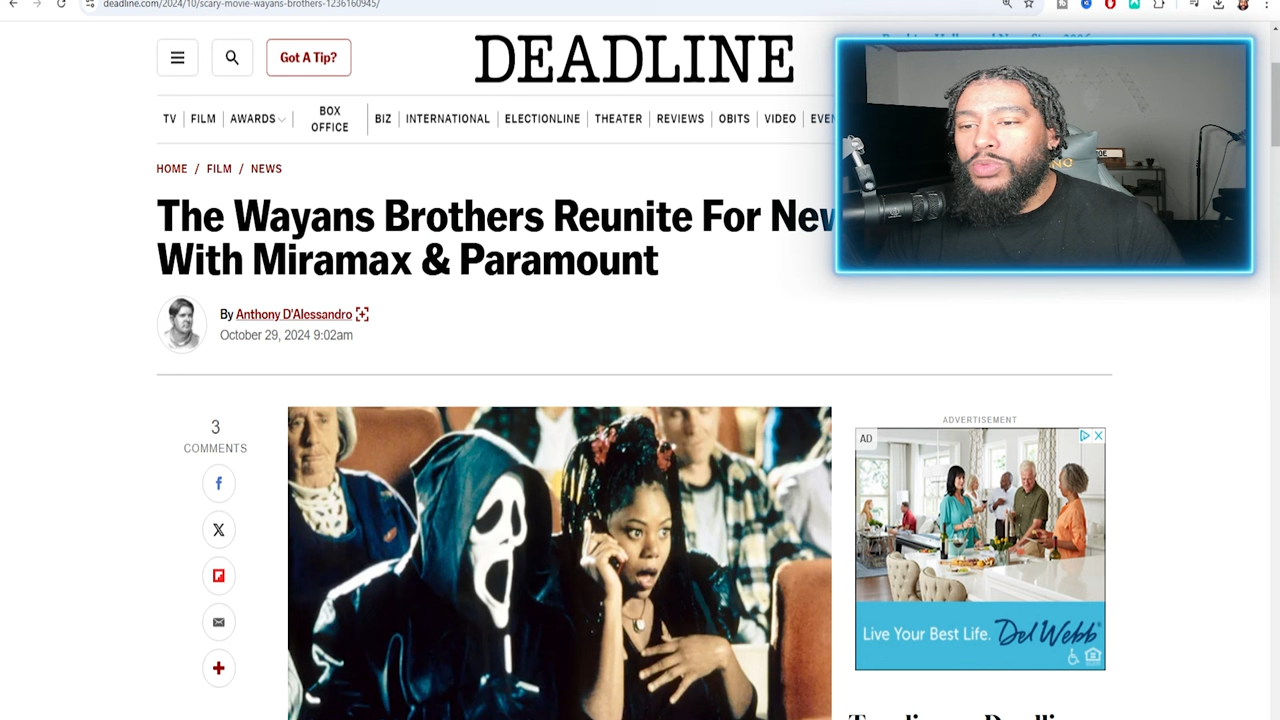 deadline.com/2024/10/scary-movie-wayans-brothers-1236160945/
Got A Tip?
DEADLINE
TV
FILM
AWARDS
BOX
OFFICE
BIZ
INTERNATIONAL
ELECTIONLINE
THEATER
REVIEWS
OBITS
VIDEO
HOME / FILM / NEWS
The Wayans Brothers Reunite For
With Miramax & Paramount
By Anthony D'Alessandro
October 29, 2024 9:02am
3
COMMENTS
ADVERTISEMENT
AD
Live Your Best Life. Del Webb